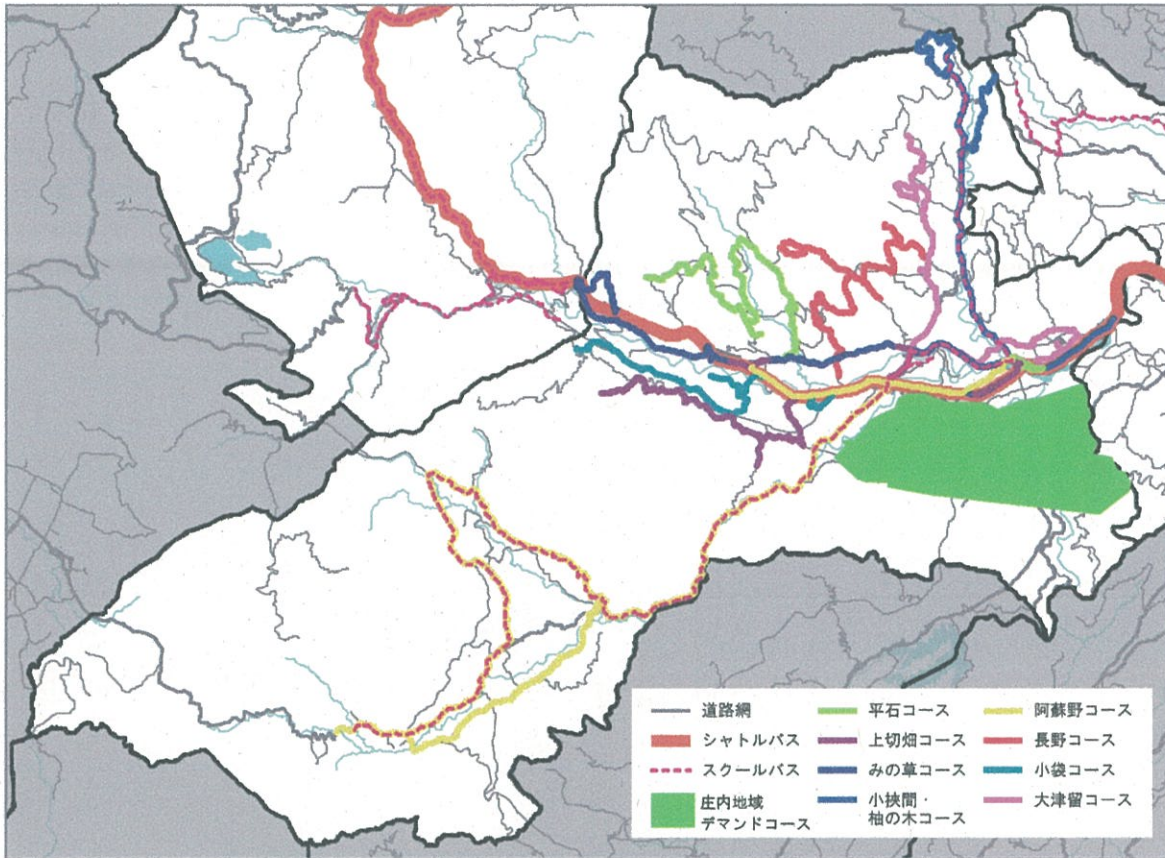 道路網
平石コース
阿蘇野コース
シャトルバス
上切畑コース
長野コース
スクールバス
みの草コース
小袋コース
庄内地域
デマンドコース
小挾間・
柚の木コース
大津留コース